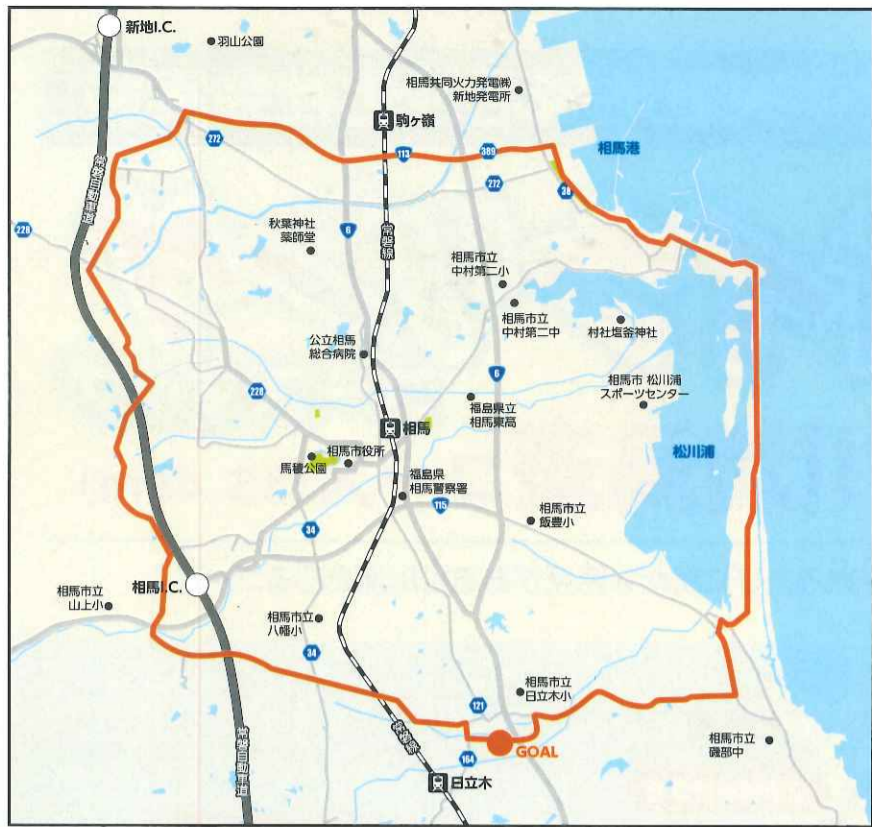 新地I.C.
羽山公園
相馬共同火力発電㈱
新地発電所
駒ヶ嶺
相馬港
272
113
389
272
38
常磐自動車道
228
秋葉神社
薬師堂
6
常磐線
相馬市立
中村第二小
相馬市立
中村第二中
村社塩釜神社
公立相馬
総合病院
6
相馬市 松川浦
スポーツセンター
228
福島県立
相馬東高
相馬
松川浦
馬陵公園
相馬市役所
福島県
相馬警察署
115
相馬市立
飯豊小
34
相馬I.C.
相馬市立
山上小
相馬市立
八幡小
34
相馬市立
日立木小
121
GOAL
常磐線
164
相馬市立
磯部中
常磐自動車道
日立木